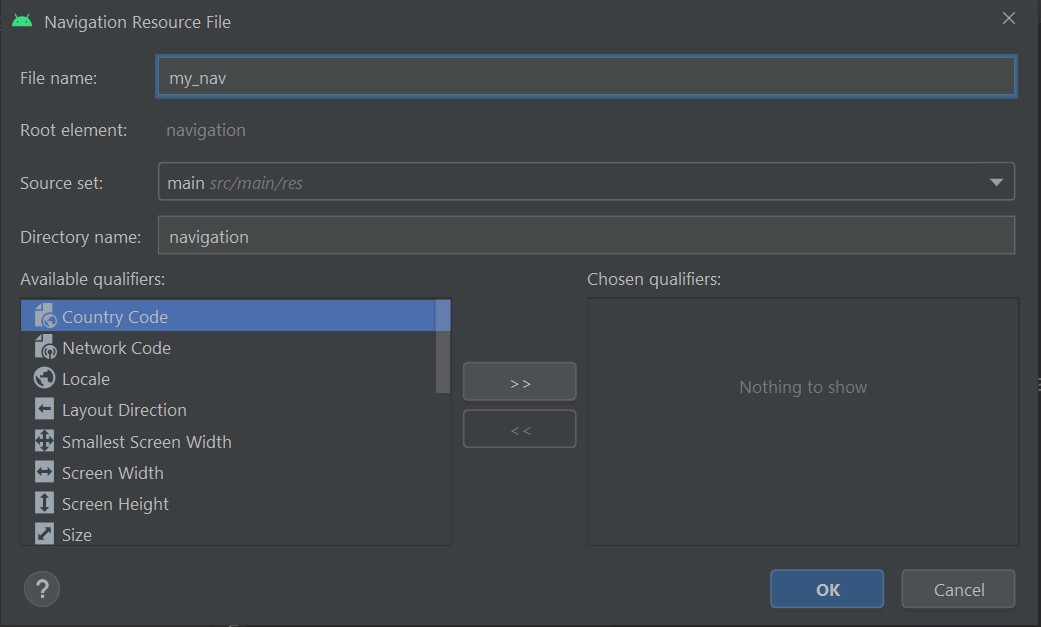 Navigation Resource File
File name: my_nav
Root element: navigation
Source set: main src/main/res
Directory name: navigation
Available qualifiers:
Country Code
Network Code
Locale
Layout Direction
Smallest Screen Width
Screen Width
Screen Height
Size
>>
<<
Chosen qualifiers:
Nothing to show
?
OK
Cancel